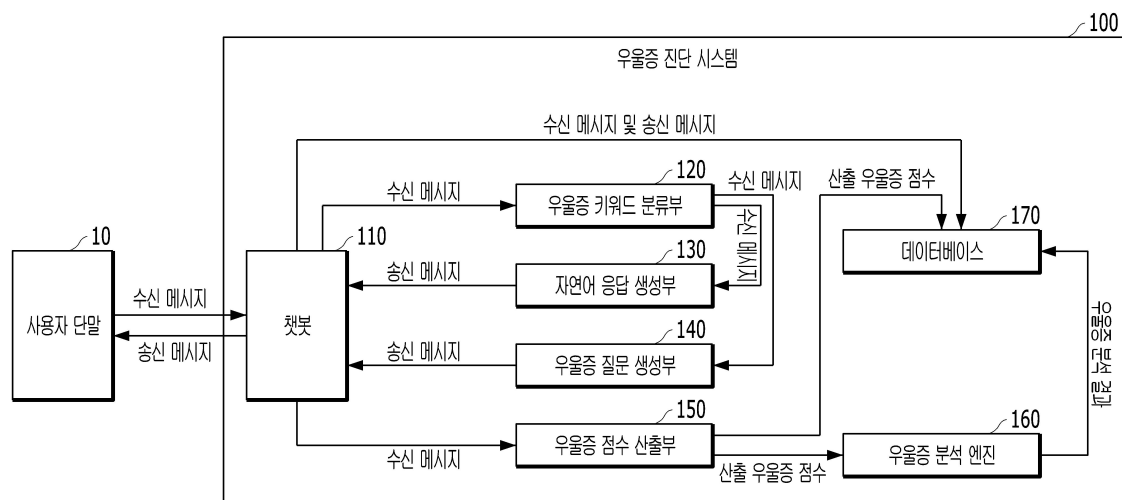 100
우울증 진단 시스템
수신 메시지 및 송신 메시지
산출 우울증 점수
수신 메시지
120
우울증 키워드 분류부
수신 메시지
수신 메시지
170
데이터베이스
10
사용자 단말
110
챗봇
송신 메시지
130
자연어 응답 생성부
수신 메시지
송신 메시지
송신 메시지
140
우울증 질문 생성부
우울증 분석 결과
150
우울증 점수 산출부
수신 메시지
산출 우울증 점수
160
우울증 분석 엔진